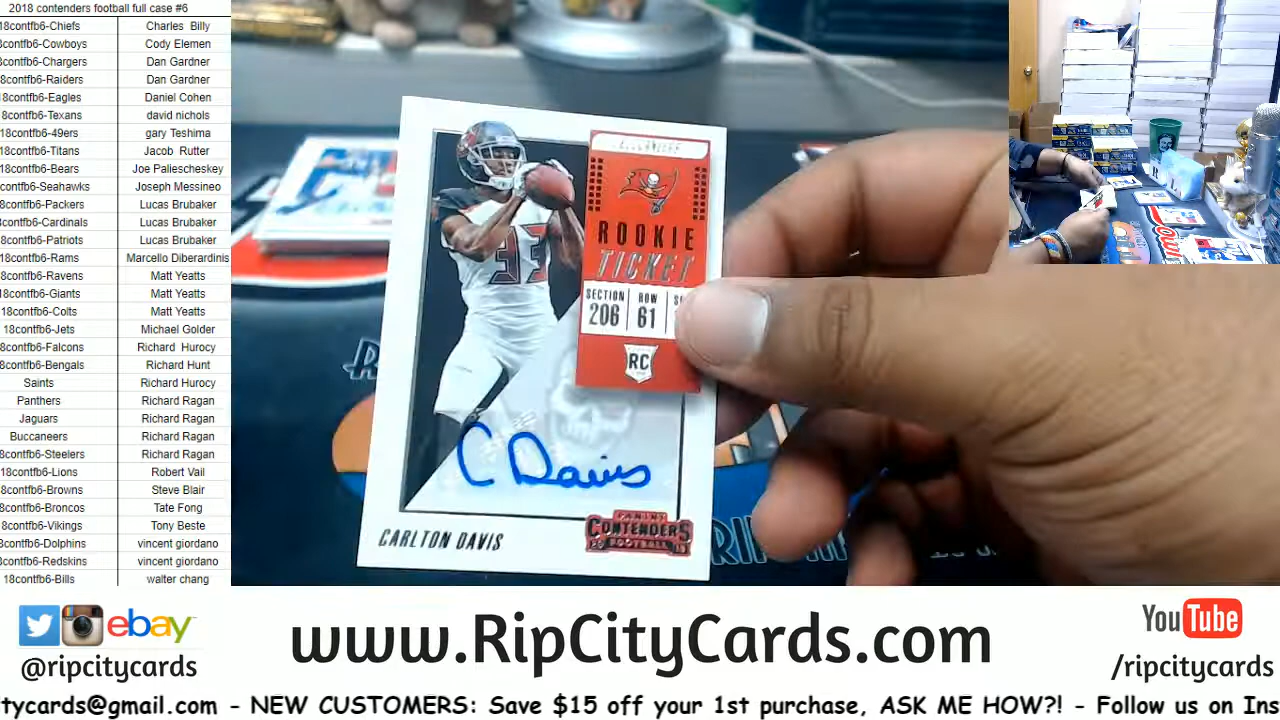 2018 contenders football full case #6
18contfb6-Chiefs Charles Billy
8contfb6-Cowboys Cody Elemen
8contfb6-Chargers Dan Gardner
8contfb6-Raiders Dan Gardner
8contfb6-Eagles Daniel Cohen
8contfb6-Texans david nichols
18contfb6-49ers gary Teshima
18contfb6-Titans Jacob Rutter
18contfb6-Bears Joe Paliescheskey
contfb6-Seahawks Joseph Messineo
8contfb6-Packers Lucas Brubaker
8contfb6-Cardinals Lucas Brubaker
8contfb6-Patriots Lucas Brubaker
18contfb6-Rams Marcello Diberardinis
8contfb6-Ravens Matt Yeatts
18contfb6-Giants Matt Yeatts
18contfb6-Colts Matt Yeatts
18contfb6-Jets Michael Golder
18contfb6-Falcons Richard Hurocy
8contfb6-Bengals Richard Hunt
Saints Richard Hurocy
Panthers Richard Ragan
Jaguars Richard Ragan
Buccaneers Richard Ragan
8contfb6-Steelers Richard Ragan
18contfb6-Lions Robert Vail
8contfb6-Browns Steve Blair
8contfb6-Broncos Tate Fong
8contfb6-Vikings Tony Beste
8contfb6-Dolphins vincent giordano
8contfb6-Redskins vincent giordano
18contfb6-Bills walter chang
ROOKIE
TICKET
SECTION ROW
206 61
RC
33
C Davis
CARLTON DAVIS
PANINI
CONTENDERS
FOOTBALL
ebay
@ripcitycards
www.RipCityCards.com
YouTube
/ripcitycards
tycards@gmail.com - NEW CUSTOMERS: Save $15 off your 1st purchase, ASK ME HOW?! - Follow us on Ins